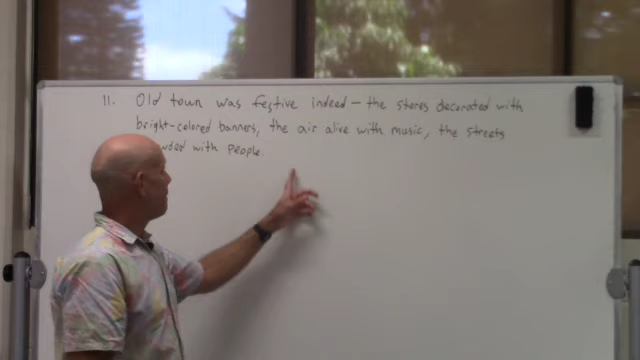 11. Old town was festive indeed — the stores decorated with
bright-colored banners, the air alive with music, the streets
with people.